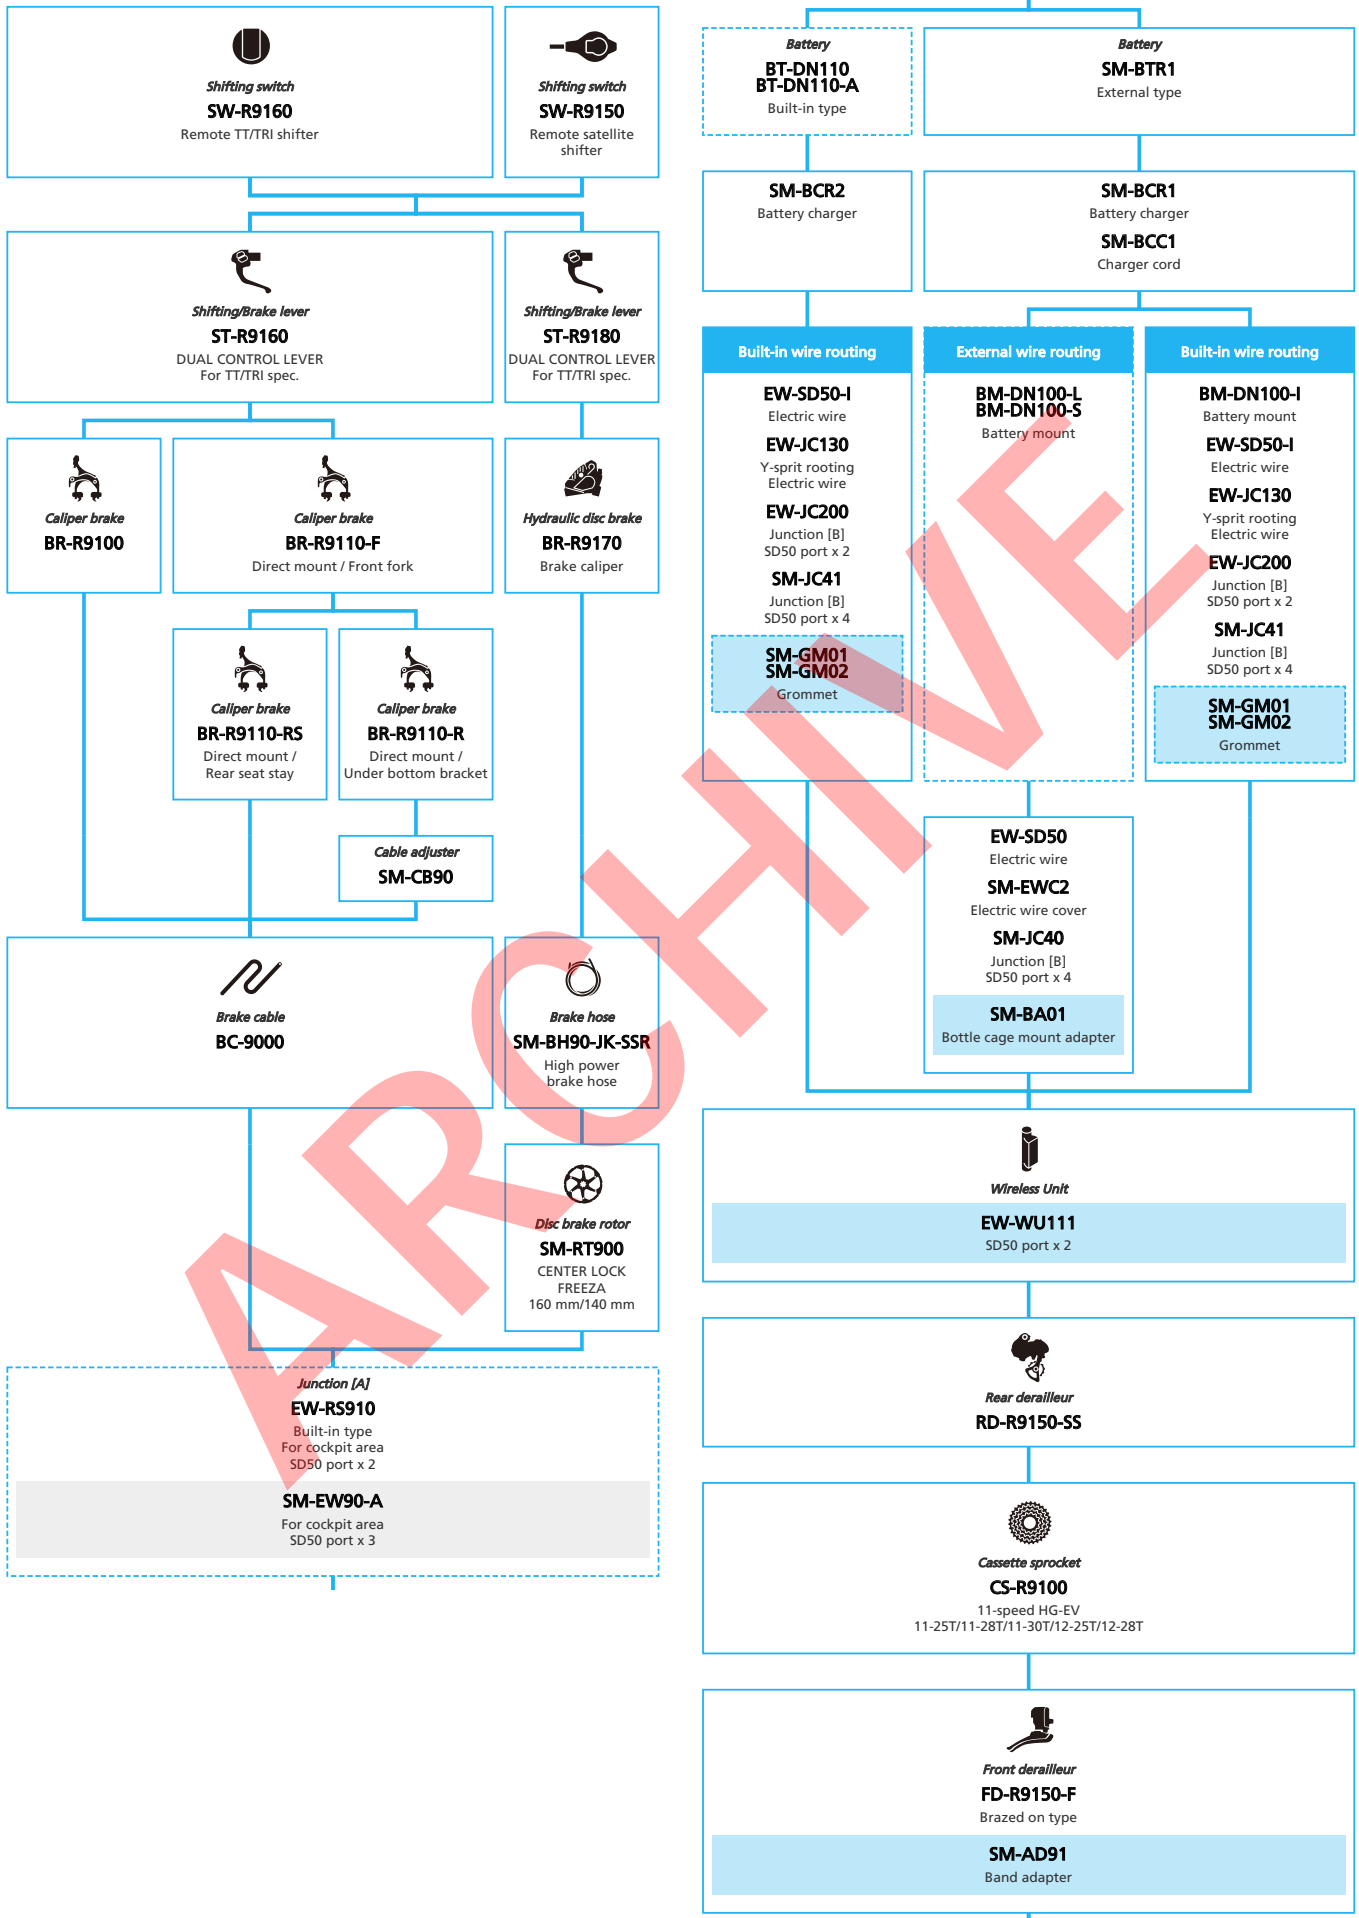 Shifting switch
SW-R9160
Remote TT/TRI shifter
Shifting switch
SW-R9150
Remote satellite
shifter
Shifting/Brake lever
ST-R9160
DUAL CONTROL LEVER
For TT/TRI spec.
Shifting/Brake lever
ST-R9180
DUAL CONTROL LEVER
For TT/TRI spec.
Caliper brake
BR-R9100
Caliper brake
BR-R9110-F
Direct mount / Front fork
Hydraulic disc brake
BR-R9170
Brake caliper
Caliper brake
BR-R9110-RS
Direct mount /
Rear seat stay
Caliper brake
BR-R9110-R
Direct mount /
Under bottom bracket
Cable adjuster
SM-CB90
Brake cable
BC-9000
Brake hose
SM-BH90-JK-SSR
High power
brake hose
Disc brake rotor
SM-RT900
CENTER LOCK
FREEZA
160 mm/140 mm
Junction [A]
EW-RS910
Built-in type
For cockpit area
SD50 port x 2
SM-EW90-A
For cockpit area
SD50 port x 3
Battery
BT-DN110
BT-DN110-A
Built-in type
Battery
SM-BTR1
External type
SM-BCR2
Battery charger
SM-BCR1
Battery charger
SM-BCC1
Charger cord
Built-in wire routing
EW-SD50-I
Electric wire
EW-JC130
Y-sprit rooting
Electric wire
EW-JC200
Junction [B]
SD50 port x 2
SM-JC41
Junction [B]
SD50 port x 4
SM-GM01
SM-GM02
Grommet
External wire routing
BM-DN100-L
BM-DN100-S
Battery mount
Built-in wire routing
BM-DN100-I
Battery mount
EW-SD50-I
Electric wire
EW-JC130
Y-sprit rooting
Electric wire
EW-JC200
Junction [B]
SD50 port x 2
SM-JC41
Junction [B]
SD50 port x 4
SM-GM01
SM-GM02
Grommet
EW-SD50
Electric wire
SM-EWC2
Electric wire cover
SM-JC40
Junction [B]
SD50 port x 4
SM-BA01
Bottle cage mount adapter
Wireless Unit
EW-WU111
SD50 port x 2
Rear derailleur
RD-R9150-SS
Cassette sprocket
CS-R9100
11-speed HG-EV
11-25T/11-28T/11-30T/12-25T/12-28T
Front derailleur
FD-R9150-F
Brazed on type
SM-AD91
Band adapter
ARCHIVE